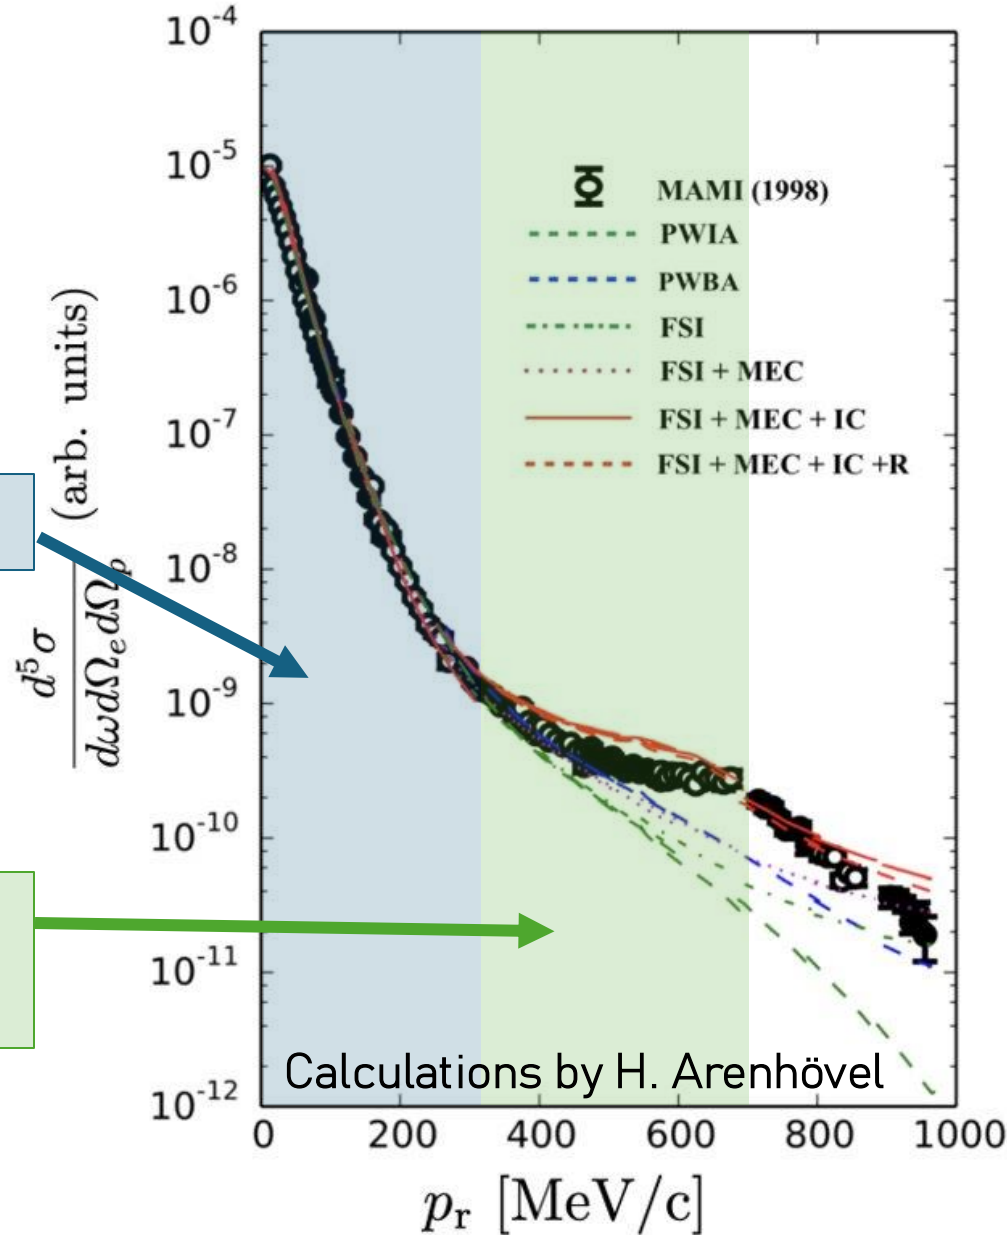 10^-4
10^-5
10^-6
10^-7
10^-8
10^-9
10^-10
10^-11
10^-12
d^5σ / dωdΩ_e dΩ_p (arb. units)
MAMI (1998)
PWIA
PWBA
FSI
FSI + MEC
FSI + MEC + IC
FSI + MEC + IC +R
Calculations by H. Arenhövel
0 200 400 600 800 1000
p_r [MeV/c]